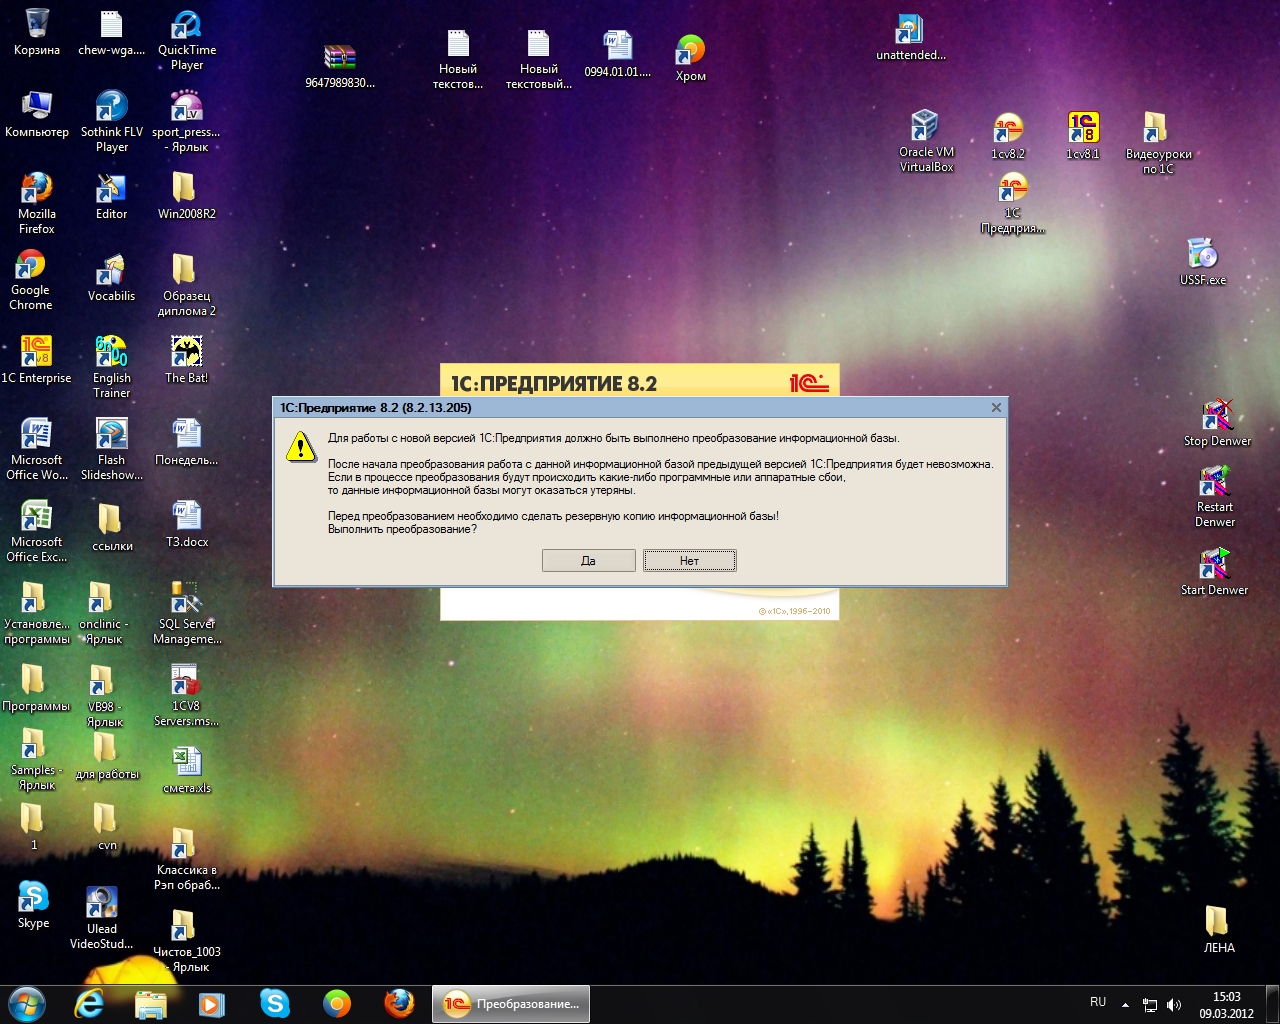 Корзина
chew-wga....
QuickTime
Player
9647989830...
Новый
текстов...
Новый
текстовый...
0994.01.01....
Хром
unattended...
Компьютер
Sothink FLV
Player
sport_press...
- Ярлык
Oracle VM
VirtualBox
1cv8.2
1cv8.1
Видеоуроки
по 1С
Mozilla
Firefox
Editor
Win2008R2
1С
Предприя...
Google
Chrome
Vocabilis
Образец
диплома 2
USSF.exe
1C Enterprise
English
Trainer
The Bat!
1С:ПРЕДПРИЯТИЕ 8.2
1С:Предприятие 8.2 (8.2.13.205)
Для работы с новой версией 1С:Предприятия должно быть выполнено преобразование информационной базы.
После начала преобразования работа с данной информационной базой предыдущей версией 1С:Предприятия будет невозможна.
Если в процессе преобразования будут происходить какие-либо программные или аппаратные сбои,
то данные информационной базы могут оказаться утеряны.
Перед преобразованием необходимо сделать резервную копию информационной базы!
Выполнить преобразование?
Да
Нет
© «1С», 1996–2010
Microsoft
Office Wo...
Flash
Slideshow...
Понедель...
Stop Denwer
Microsoft
Office Exc...
ссылки
ТЗ.docx
Restart
Denwer
Установле...
программы
onclinic -
Ярлык
SQL Server
Manageme...
Start Denwer
Программы
VB98 -
Ярлык
1CV8
Servers.ms...
Samples -
Ярлык
для работы
смета.xls
1
cvn
Классика в
Рэп обраб...
Skype
Ulead
VideoStud...
Чистов_1003
- Ярлык
ЛЕНА
Преобразование...
RU
15:03
09.03.2012